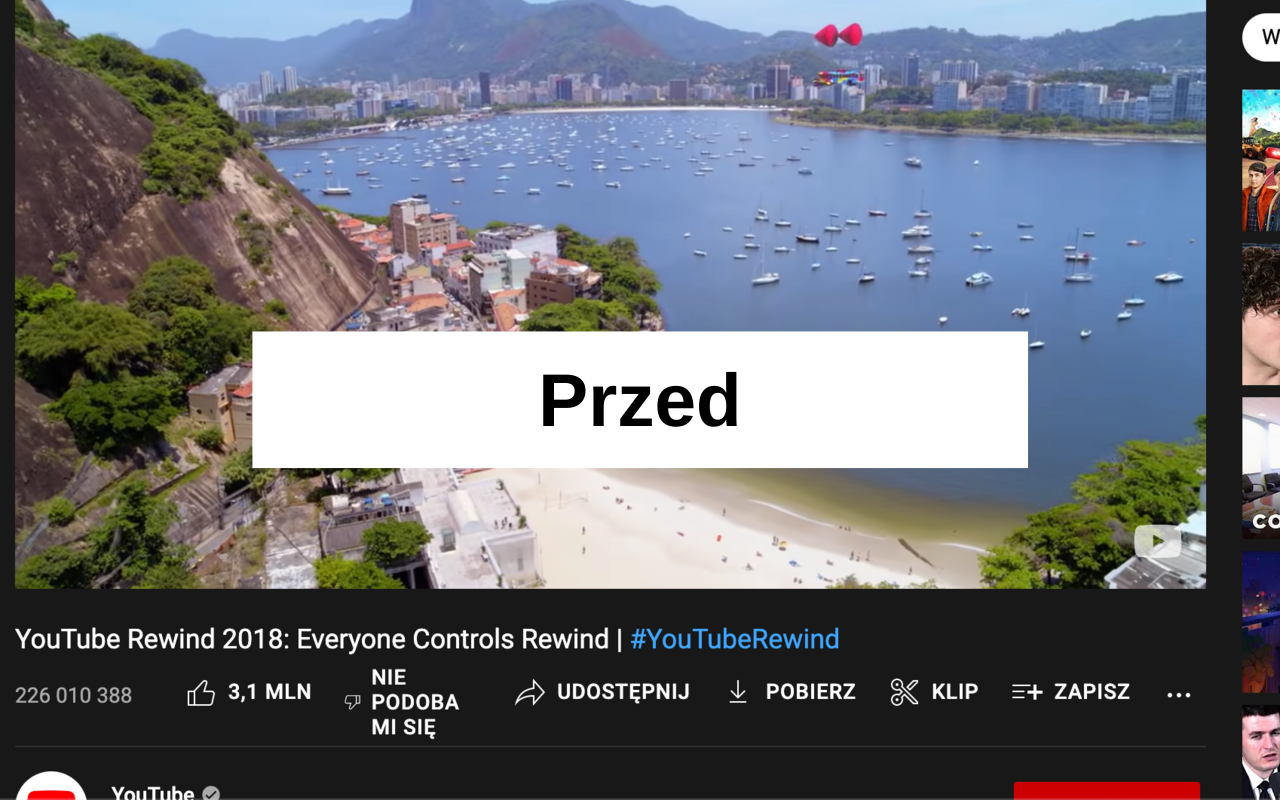 W
CO
Przed
YouTube Rewind 2018: Everyone Controls Rewind | #YouTubeRewind
226 010 388
3,1 MLN
NIE
PODOBA
MI SIĘ
UDOSTĘPNIJ
POBIERZ
KLIP
ZAPISZ
YouTube